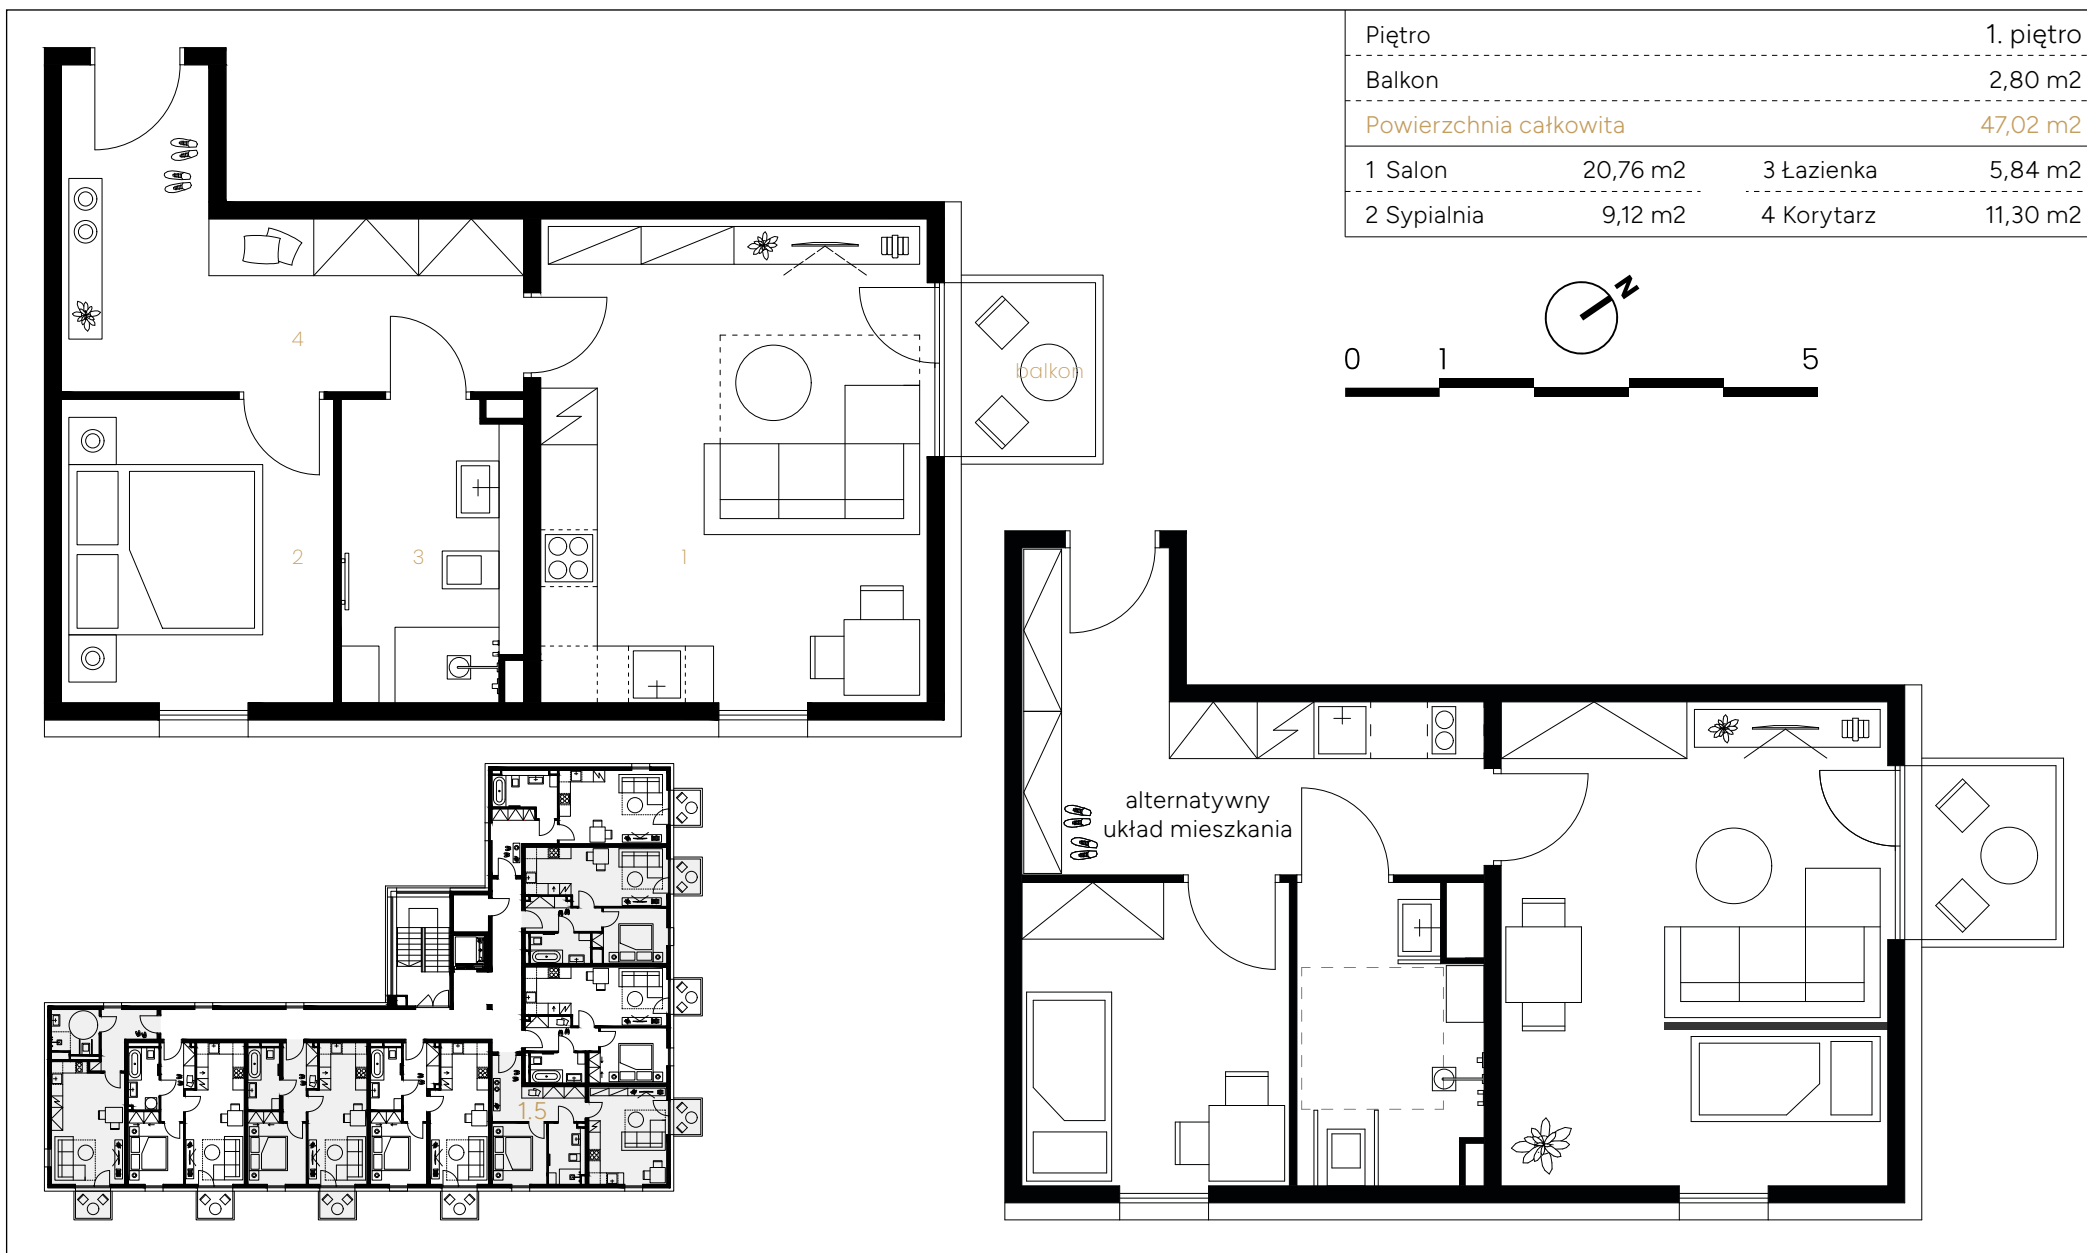 Piętro 1. piętro
Balkon 2,80 m2
Powierzchnia całkowita 47,02 m2
1 Salon 20,76 m2 3 Łazienka 5,84 m2
2 Sypialnia 9,12 m2 4 Korytarz 11,30 m2
N
0 1 5
4
balkon
2
3
1
alternatywny
układ mieszkania
1.5